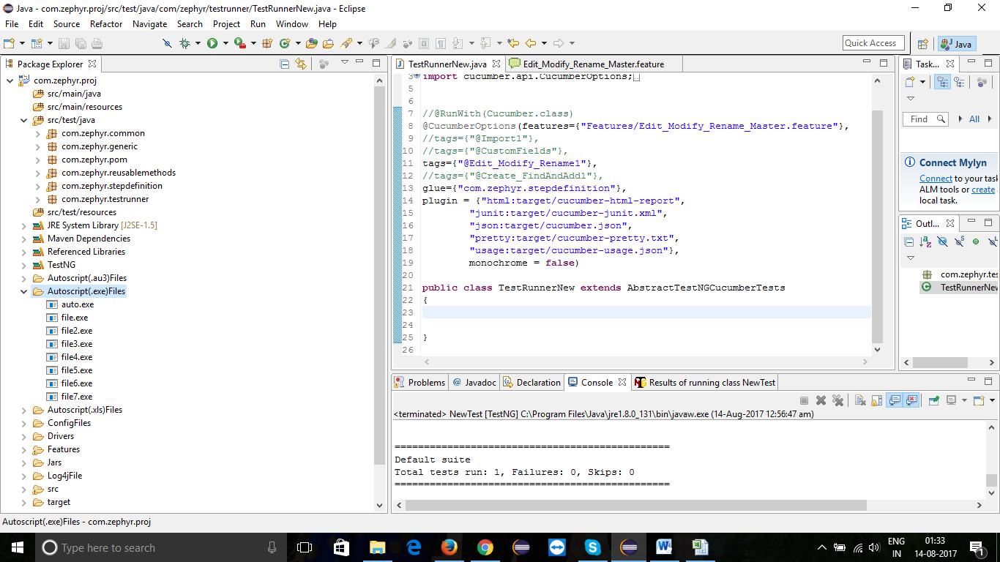 Java - com.zephyr.proj/src/test/java/com/zephyr/testrunner/TestRunnerNew.java - Eclipse
File Edit Source Refactor Navigate Search Project Run Window Help
Quick Access
Java
Package Explorer
com.zephyr.proj
src/main/java
src/main/resources
src/test/java
com.zephyr.common
com.zephyr.generic
com.zephyr.pom
com.zephyr.reusablemethods
com.zephyr.stepdefinition
com.zephyr.testrunner
src/test/resources
JRE System Library [J2SE-1.5]
Maven Dependencies
Referenced Libraries
TestNG
Autoscript(.au3)Files
Autoscript(.exe)Files
auto.exe
file.exe
file2.exe
file3.exe
file4.exe
file5.exe
file6.exe
file7.exe
Autoscript(.xls)Files
ConfigFiles
Drivers
Features
Jars
Log4jFile
src
target
TestRunnerNew.java
Edit_Modify_Rename_Master.feature
3 import cucumber.api.CucumberOptions;
5
6
7 //@RunWith(Cucumber.class)
8 @CucumberOptions(features={"Features/Edit_Modify_Rename_Master.feature"},
9 //tags={"@Import1"},
10 //tags={"@CustomFields"},
11 tags={"@Edit_Modify_Rename1"},
12 //tags={"@Create_FindAndAdd1"},
13 glue={"com.zephyr.stepdefinition"},
14 plugin = {"html:target/cucumber-html-report",
15 "junit:target/cucumber-junit.xml",
16 "json:target/cucumber.json",
17 "pretty:target/cucumber-pretty.txt",
18 "usage:target/cucumber-usage.json"},
19 monochrome = false)
20
21 public class TestRunnerNew extends AbstractTestNGCucumberTests
22 {
23
24
25 }
26
Task...
Find
All
Connect Mylyn
Connect to your task
ALM tools or create
local task.
Outl...
com.zephyr.tes
TestRunnerNew
Problems
@ Javadoc
Declaration
Console
Results of running class NewTest
<terminated> NewTest [TestNG] C:\Program Files\Java\jre1.8.0_131\bin\javaw.exe (14-Aug-2017 12:56:47 am)
===============================================
Default suite
Total tests run: 1, Failures: 0, Skips: 0
===============================================
Autoscript(.exe)Files - com.zephyr.proj
Type here to search
ENG
IN
01:33
14-08-2017
1